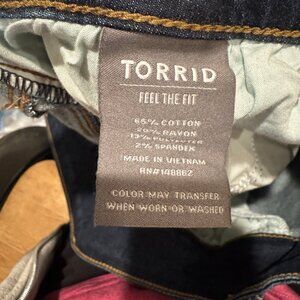 TORRID
FEEL THE FIT
65% COTTON
20% RAYON
13% POLYESTER
2% SPANDEX
MADE IN VIETNAM
RN#148862
COLOR MAY TRANSFER
WHEN WORN OR WASHED